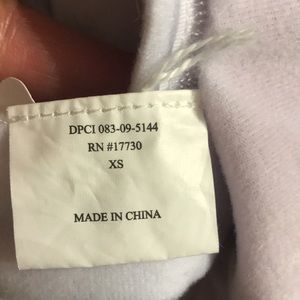 DPCI 083-09-5144
RN #17730
XS
MADE IN CHINA